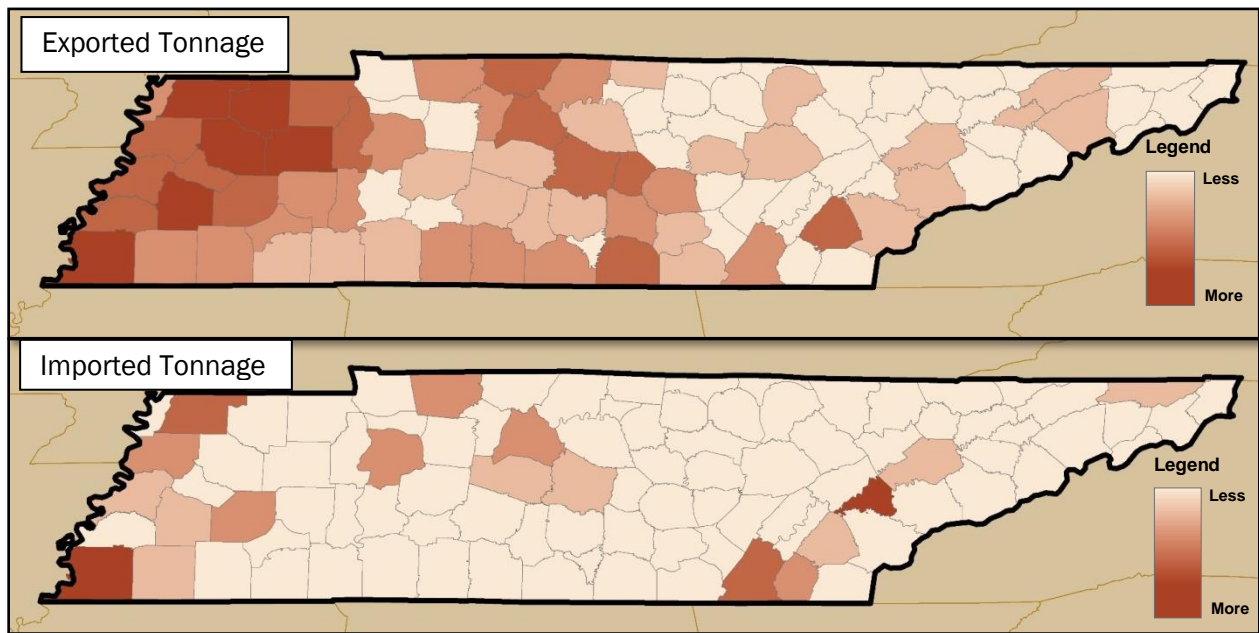 Exported Tonnage
Legend
Less
More
Imported Tonnage
Legend
Less
More